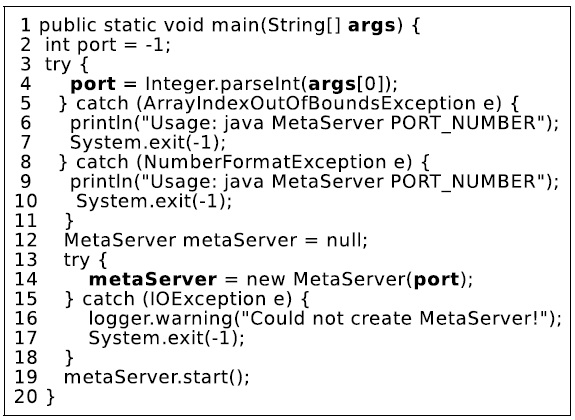 1 public static void main(String[] args) {
2 int port = -1;
3 try {
4 port = Integer.parseInt(args[0]);
5 } catch (ArrayIndexOutOfBoundsException e) {
6 println("Usage: java MetaServer PORT_NUMBER");
7 System.exit(-1);
8 } catch (NumberFormatException e) {
9 println("Usage: java MetaServer PORT_NUMBER");
10 System.exit(-1);
11 }
12 MetaServer metaServer = null;
13 try {
14 metaServer = new MetaServer(port);
15 } catch (IOException e) {
16 logger.warning("Could not create MetaServer!");
17 System.exit(-1);
18 }
19 metaServer.start();
20 }